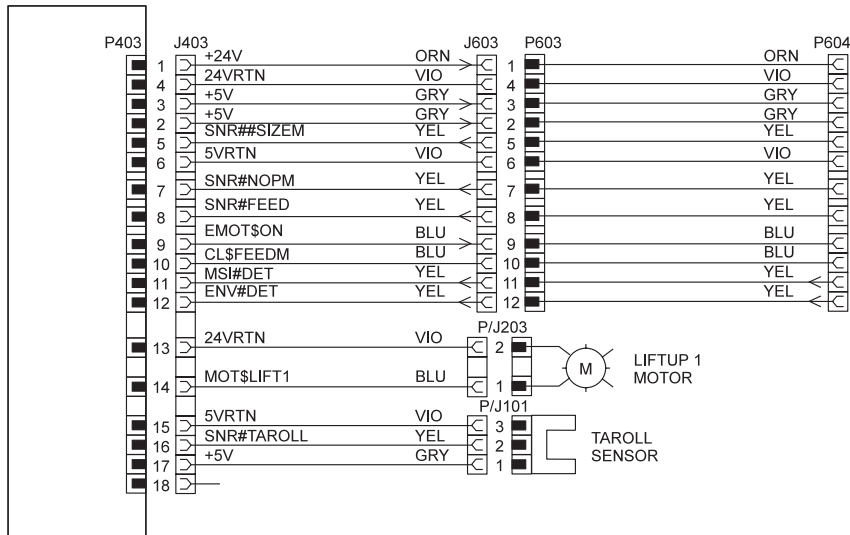 P403 J403 J603 P603 P604
1 +24V ORN 1 ORN
4 24VRTN VIO 4 VIO
3 +5V GRY 3 GRY
2 +5V GRY 2 GRY
5 SNR##SIZEM YEL 5 YEL
6 5VRTN VIO 6 VIO
7 SNR#NOPM YEL 7 YEL
8 SNR#FEED YEL 8 YEL
9 EMOT$ON BLU 9 BLU
10 CL$FEEDM BLU 10 BLU
11 MSI#DET YEL 11 YEL
12 ENV#DET YEL 12 YEL
P/J203
13 24VRTN VIO 2
M
LIFTUP 1
MOTOR
14 MOT$LIFT1 BLU 1
P/J101
15 5VRTN VIO 3
16 SNR#TAROLL YEL 2
17 +5V GRY 1
TAROLL
SENSOR
18